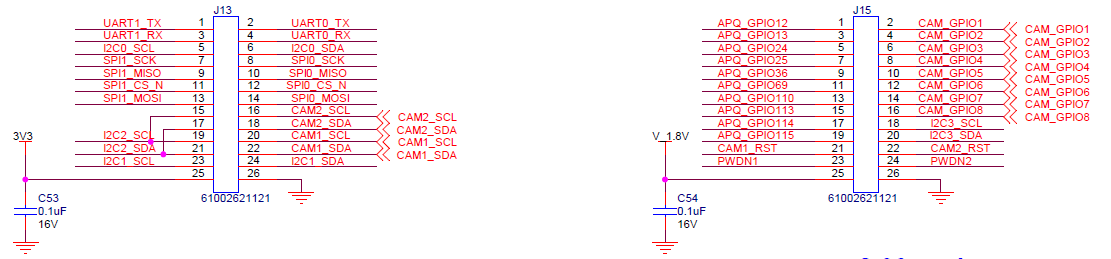 J13
UART1_TX 1 2 UART0_TX
UART1_RX 3 4 UART0_RX
I2C0_SCL 5 6 I2C0_SDA
SPI1_SCK 7 8 SPI0_SCK
SPI1_MISO 9 10 SPI0_MISO
SPI1_CS_N 11 12 SPI0_CS_N
SPI1_MOSI 13 14 SPI0_MOSI
15 16 CAM2_SCL CAM2_SCL
17 18 CAM2_SDA CAM2_SDA
I2C2_SCL 19 20 CAM1_SCL CAM1_SCL
I2C2_SDA 21 22 CAM1_SDA CAM1_SDA
I2C1_SCL 23 24 I2C1_SDA
25 26
3V3
61002621121
C53
0.1uF
16V
J15
APQ_GPIO12 1 2 CAM_GPIO1 CAM_GPIO1
APQ_GPIO13 3 4 CAM_GPIO2 CAM_GPIO2
APQ_GPIO24 5 6 CAM_GPIO3 CAM_GPIO3
APQ_GPIO25 7 8 CAM_GPIO4 CAM_GPIO4
APQ_GPIO36 9 10 CAM_GPIO5 CAM_GPIO5
APQ_GPIO69 11 12 CAM_GPIO6 CAM_GPIO6
APQ_GPIO110 13 14 CAM_GPIO7 CAM_GPIO7
APQ_GPIO113 15 16 CAM_GPIO8 CAM_GPIO8
APQ_GPIO114 17 18 I2C3_SCL
APQ_GPIO115 19 20 I2C3_SDA
CAM1_RST 21 22 CAM2_RST
PWDN1 23 24 PWDN2
25 26
V_1.8V
61002621121
C54
0.1uF
16V